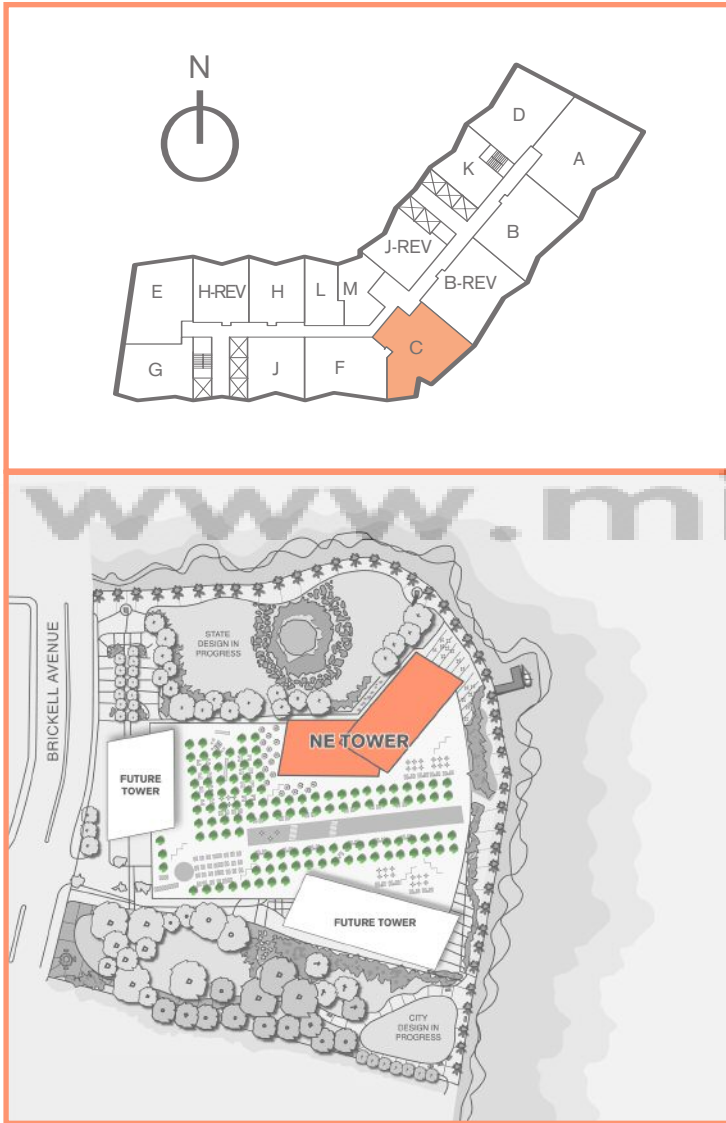 N
D
A
K
B
J-REV
B-REV
E
H-REV
H
L
M
C
G
J
F
www.m
BRICKELL AVENUE
STATE
DESIGN IN
PROGRESS
NE TOWER
FUTURE
TOWER
FUTURE TOWER
CITY
DESIGN IN
PROGRESS